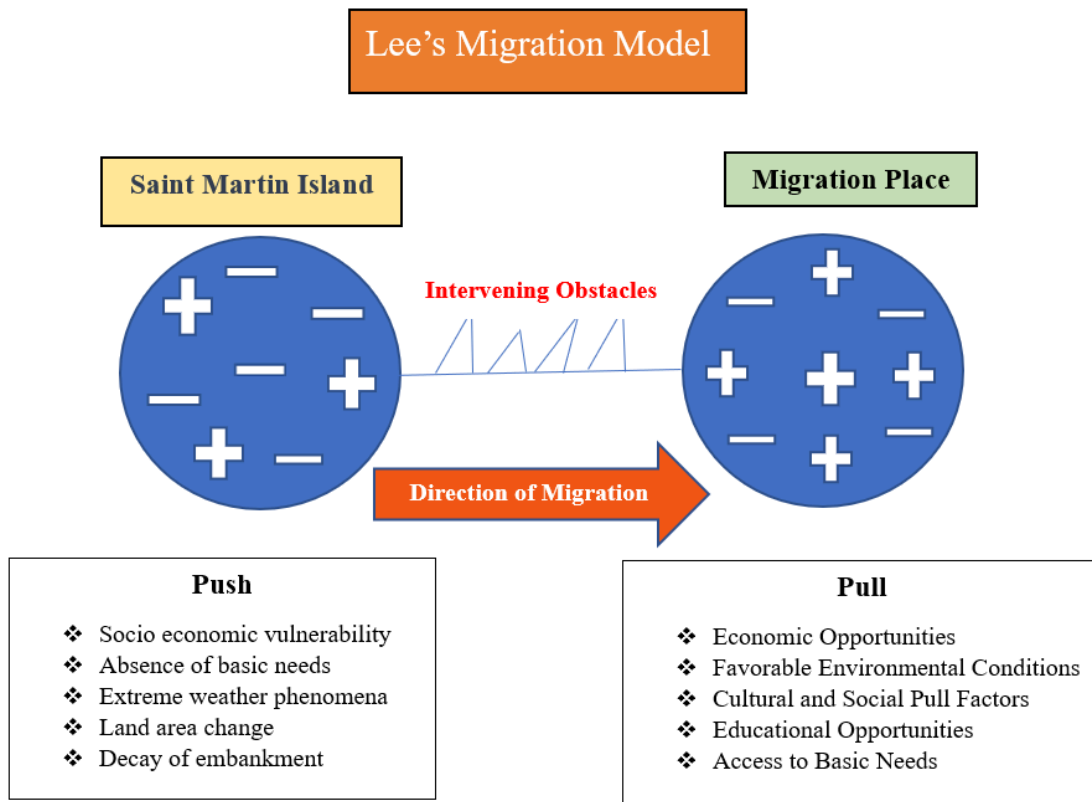 Lee's Migration Model
Saint Martin Island
Migration Place
Intervening Obstacles
Direction of Migration
Push
❖ Socio economic vulnerability
❖ Absence of basic needs
❖ Extreme weather phenomena
❖ Land area change
❖ Decay of embankment
Pull
❖ Economic Opportunities
❖ Favorable Environmental Conditions
❖ Cultural and Social Pull Factors
❖ Educational Opportunities
❖ Access to Basic Needs